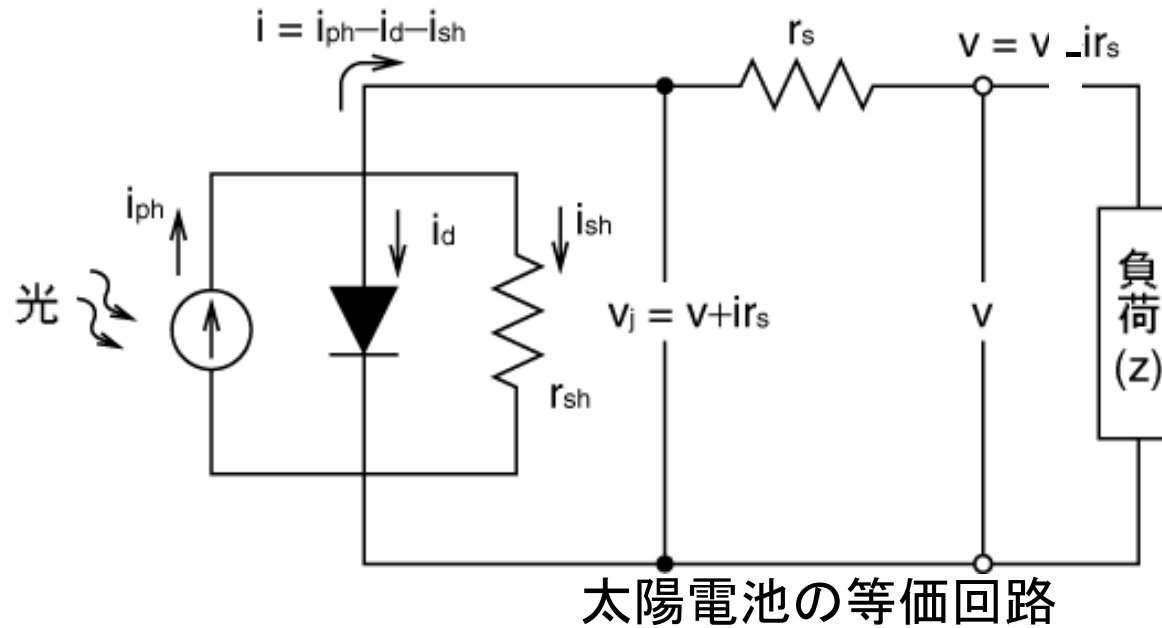 i = iph–id–ish
rs
v = v -irs
iph
id
ish
光
vj = v+irs
v
負荷(z)
rsh
太陽電池の等価回路